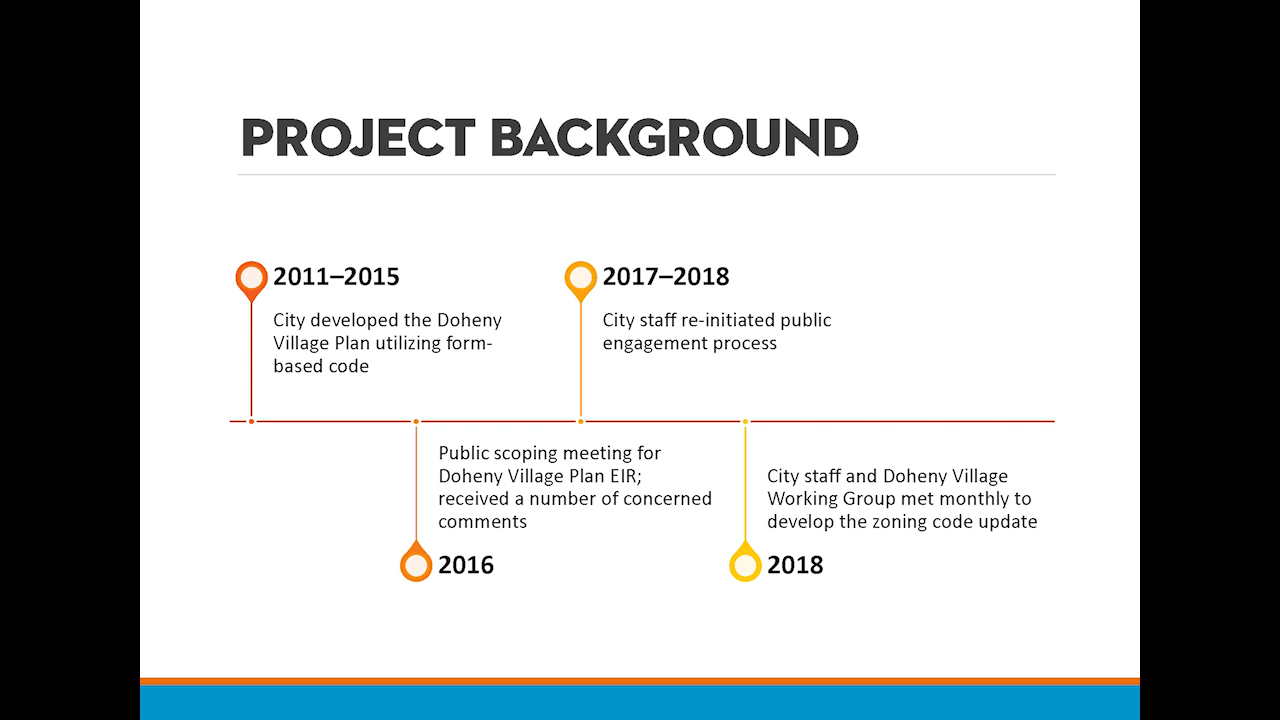 PROJECT BACKGROUND
2011–2015
City developed the Doheny
Village Plan utilizing form-
based code
2017–2018
City staff re-initiated public
engagement process
Public scoping meeting for
Doheny Village Plan EIR;
received a number of concerned
comments
2016
City staff and Doheny Village
Working Group met monthly to
develop the zoning code update
2018